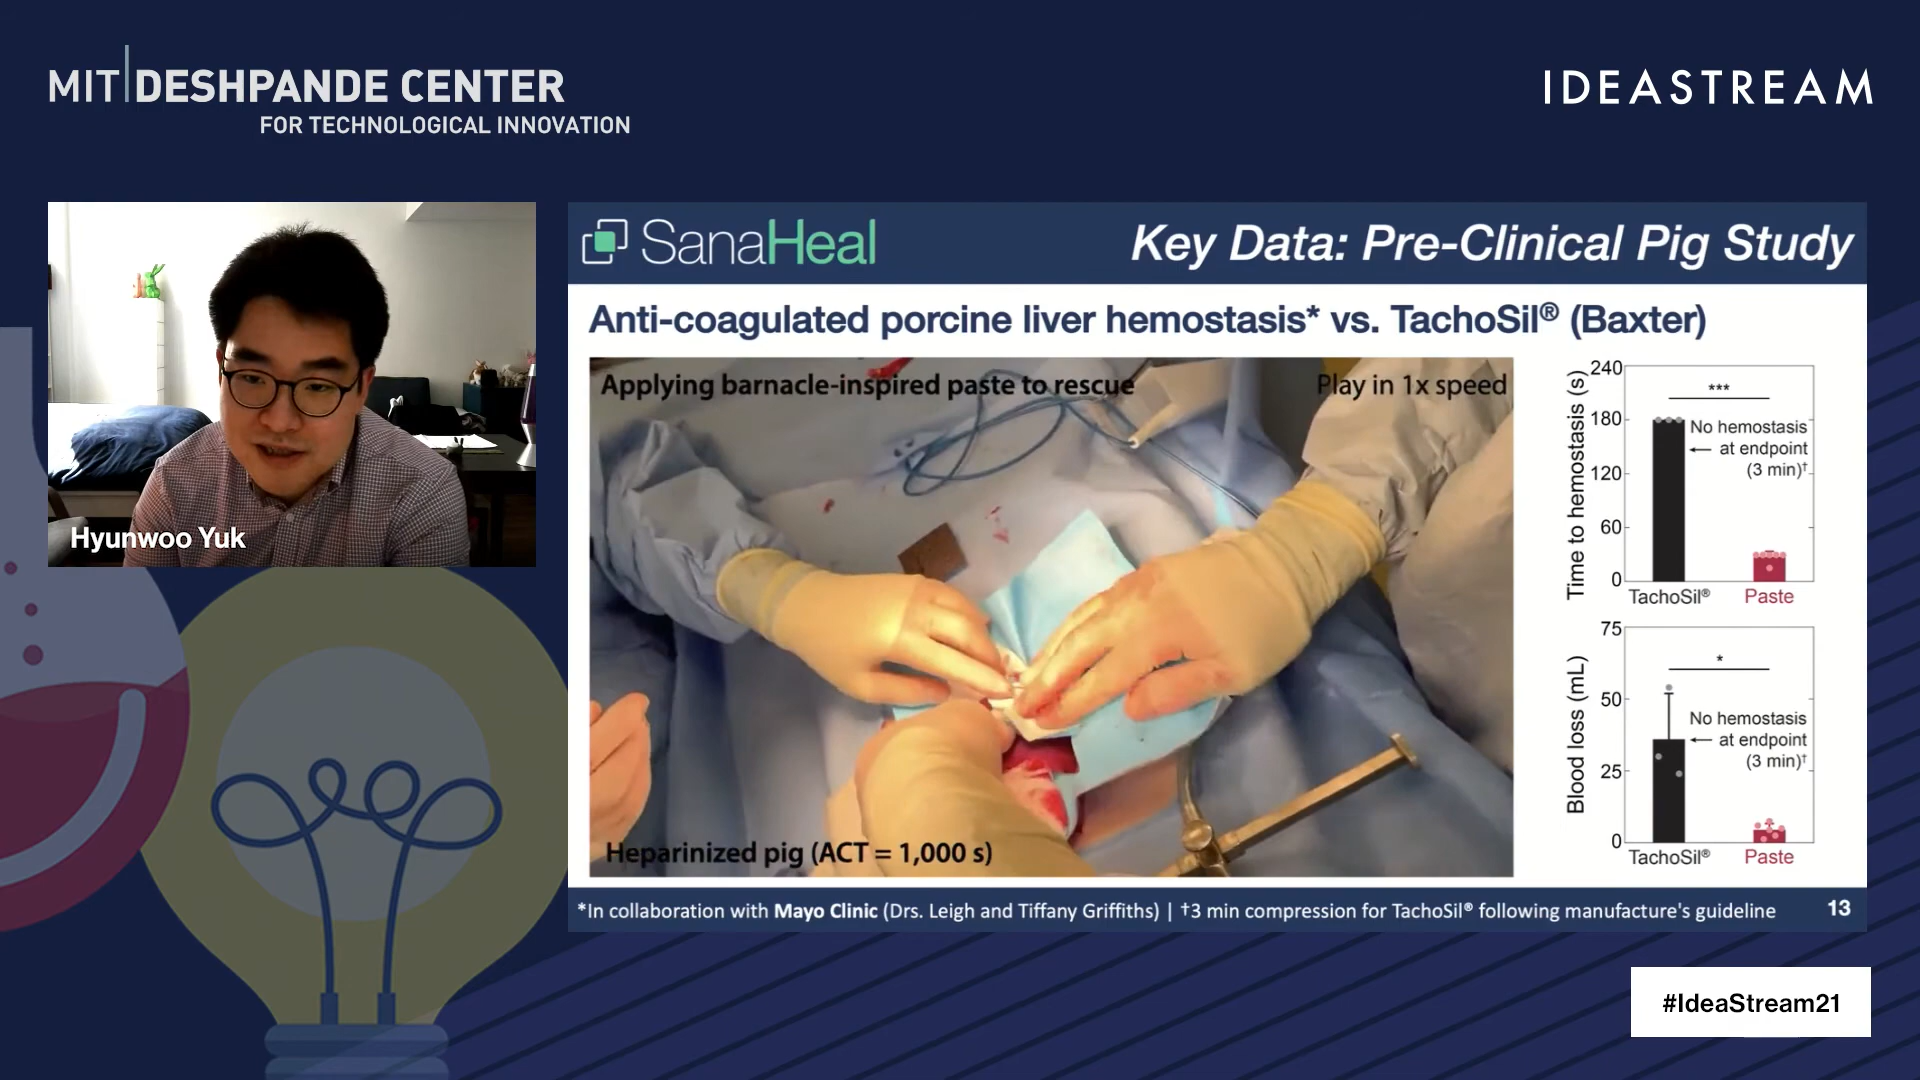 MIT DESHPANDE CENTER
FOR TECHNOLOGICAL INNOVATION
IDEASTREAM
Hyunwoo Yuk
SanaHeal
Key Data: Pre-Clinical Pig Study
Anti-coagulated porcine liver hemostasis* vs. TachoSil® (Baxter)
Applying barnacle-inspired paste to rescue
Play in 1x speed
Heparinized pig (ACT = 1,000 s)
Time to hemostasis (s)
240
180
120
60
0
***
No hemostasis
← at endpoint
(3 min)†
TachoSil®
Paste
Blood loss (mL)
75
50
25
0
*
No hemostasis
← at endpoint
(3 min)†
TachoSil®
Paste
*In collaboration with Mayo Clinic (Drs. Leigh and Tiffany Griffiths) | †3 min compression for TachoSil® following manufacture's guideline
13
#IdeaStream21